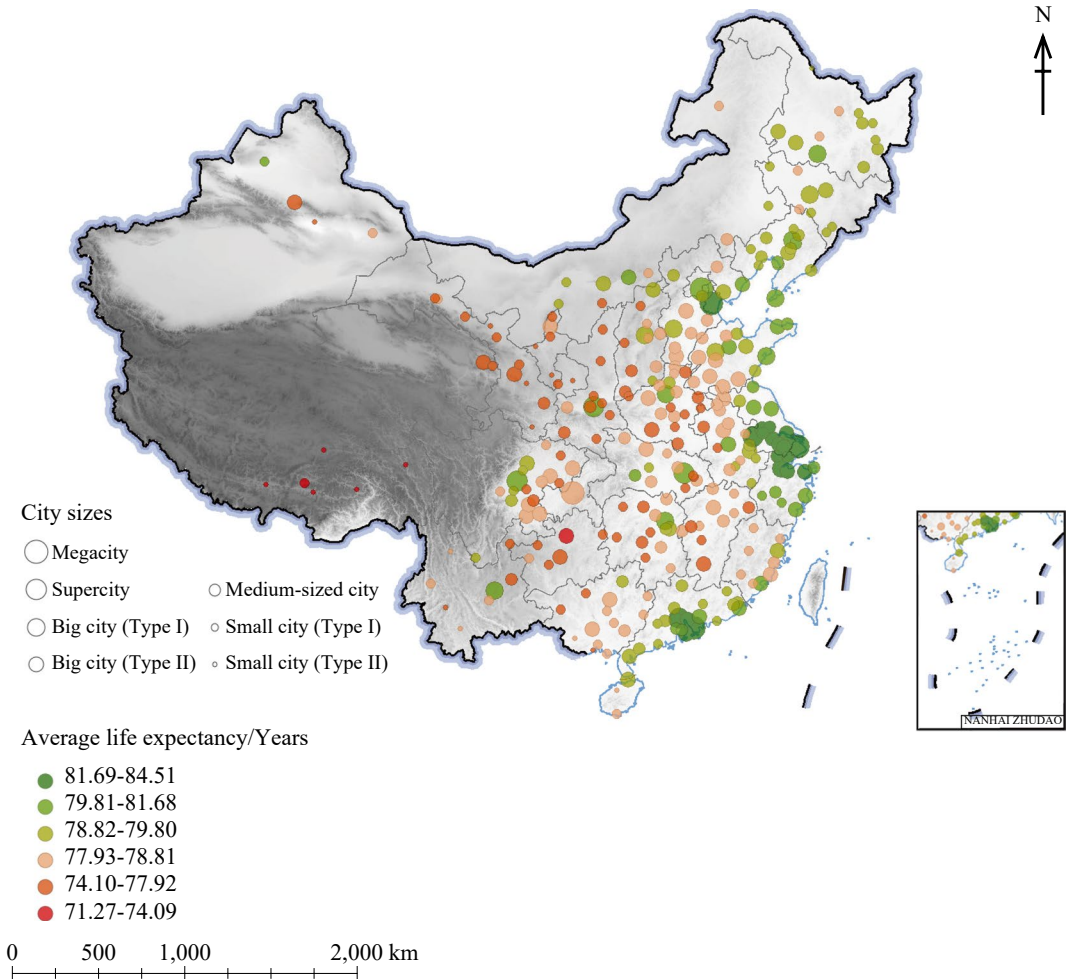 N
City sizes
Megacity
Supercity
Medium-sized city
Big city (Type I)
Small city (Type I)
Big city (Type II)
Small city (Type II)
NANHAI ZHUDAO
Average life expectancy/Years
81.69-84.51
79.81-81.68
78.82-79.80
77.93-78.81
74.10-77.92
71.27-74.09
0 500 1,000 2,000 km